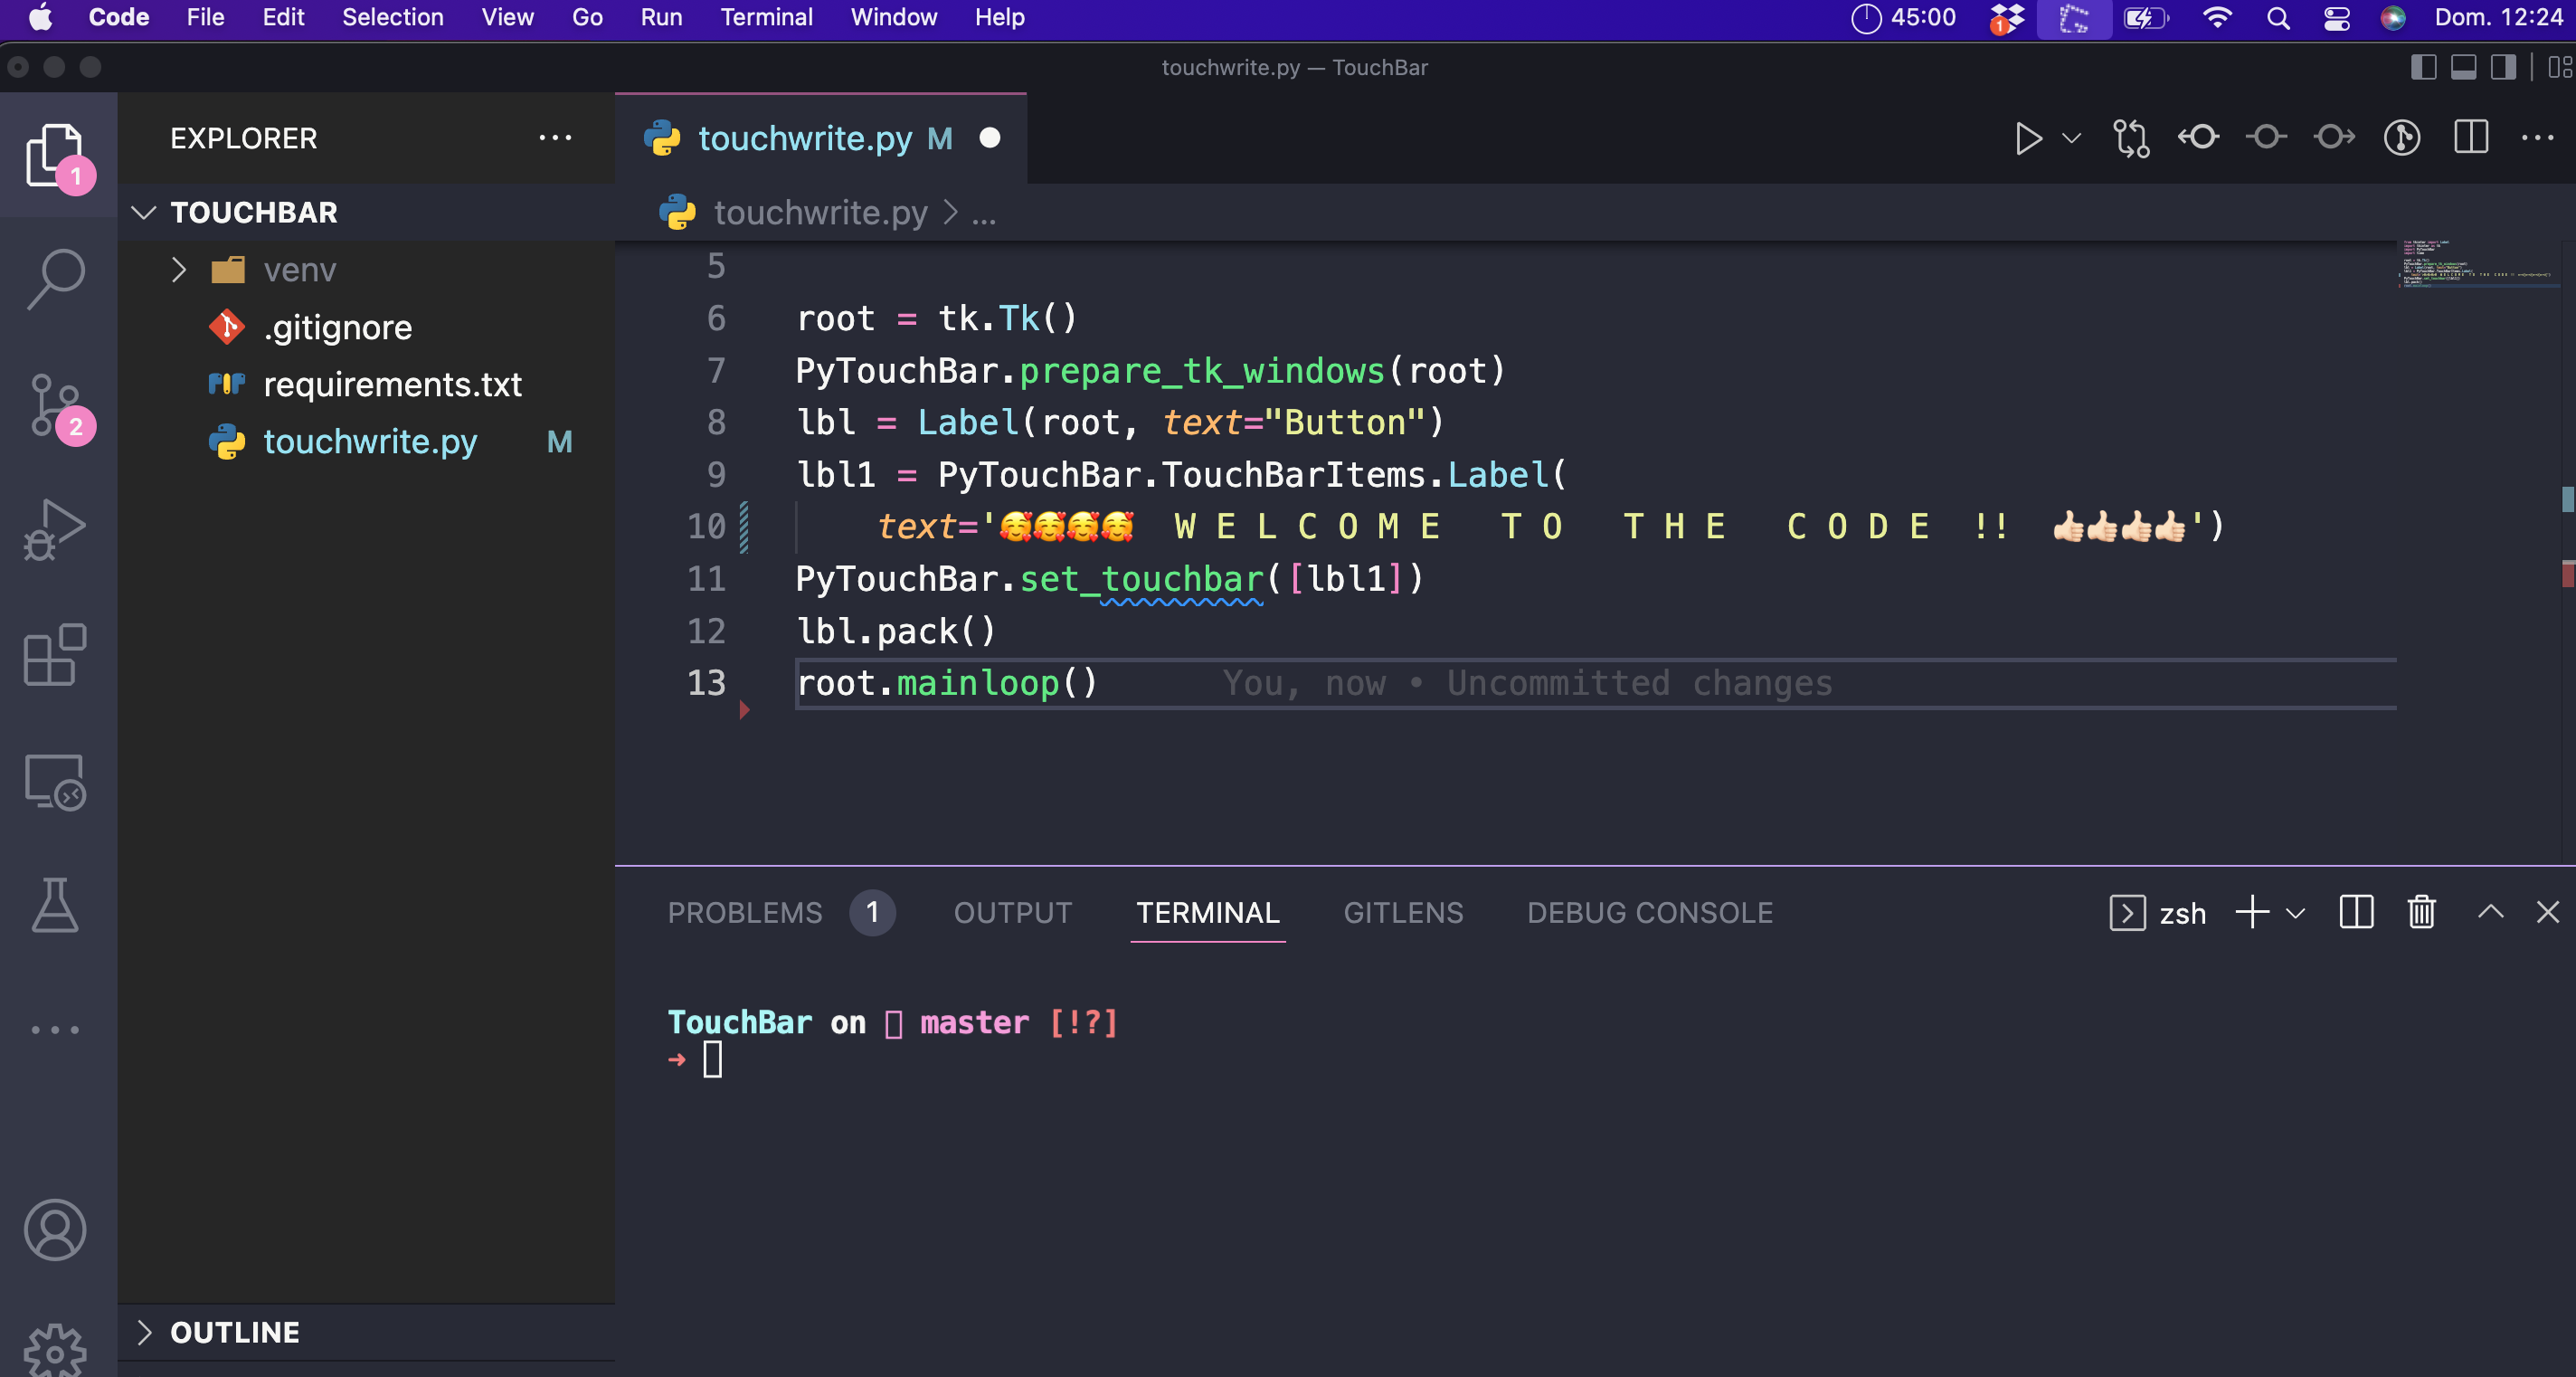 Code File Edit Selection View Go Run Terminal Window Help 45:00 1 Dom. 12:24
touchwrite.py — TouchBar
EXPLORER
1
TOUCHBAR
venv
.gitignore
requirements.txt
touchwrite.py M
2
OUTLINE
touchwrite.py M
touchwrite.py > ...
5
6 root = tk.Tk()
7 PyTouchBar.prepare_tk_windows(root)
8 lbl = Label(root, text="Button")
9 lbl1 = PyTouchBar.TouchBarItems.Label(
10 text='🥰🥰🥰🥰 W E L C O M E T O T H E C O D E !! 👍🏻👍🏻👍🏻👍🏻')
11 PyTouchBar.set_touchbar([lbl1])
12 lbl.pack()
13 root.mainloop() You, now • Uncommitted changes
PROBLEMS 1 OUTPUT TERMINAL GITLENS DEBUG CONSOLE zsh
TouchBar on master [!?]
→